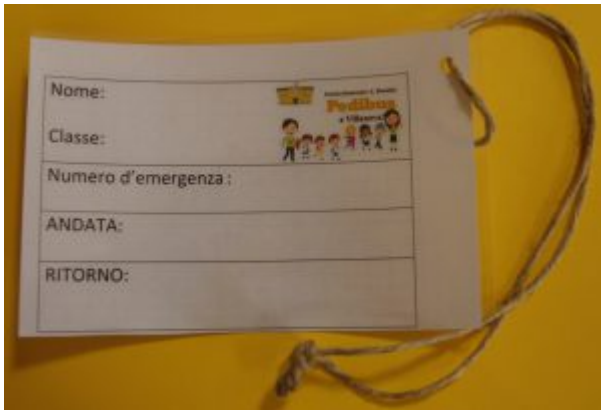 Nome:
Pedibus
Classe:
Numero d'emergenza:
ANDATA:
RITORNO: